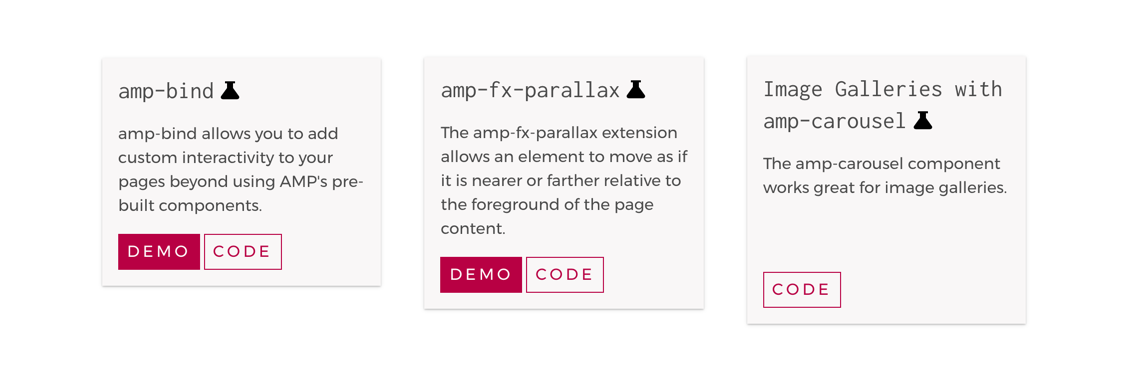 amp-bind
amp-bind allows you to add
custom interactivity to your
pages beyond using AMP's pre-
built components.
DEMO CODE
amp-fx-parallax
The amp-fx-parallax extension
allows an element to move as if
it is nearer or farther relative to
the foreground of the page
content.
DEMO CODE
Image Galleries with
amp-carousel
The amp-carousel component
works great for image galleries.
CODE